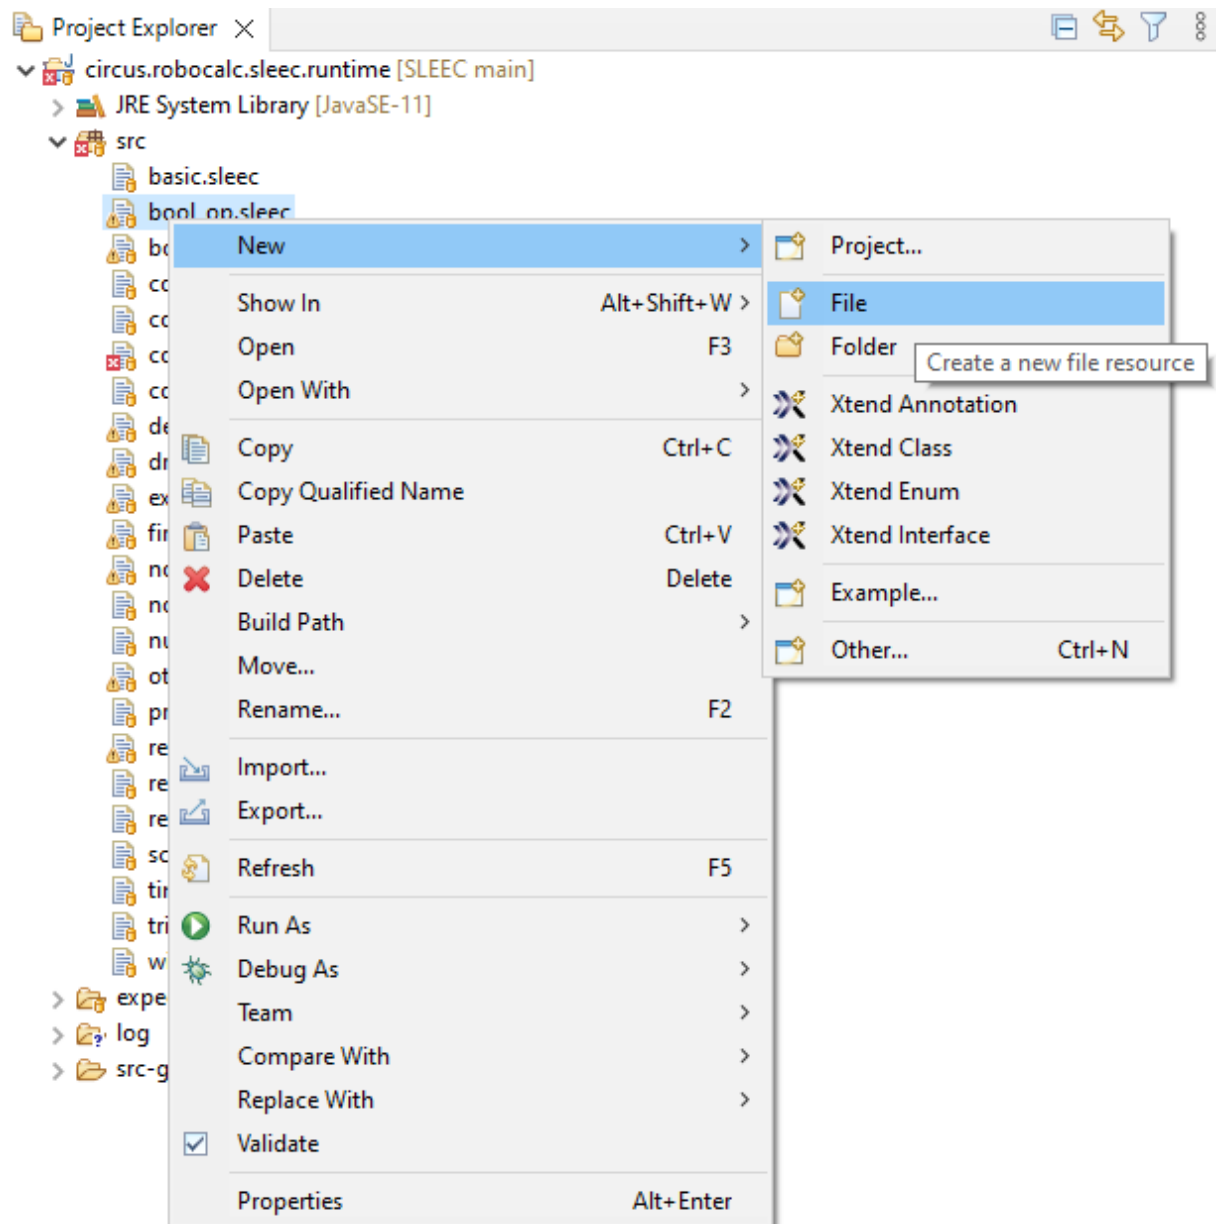 Project Explorer
circus.robocalc.sleec.runtime [SLEEC main]
JRE System Library [JavaSE-11]
src
basic.sleec
bool_op.sleec
New
Project...
Show In Alt+Shift+W
File
Open F3
Folder
Create a new file resource
Open With
Xtend Annotation
Copy Ctrl+C
Xtend Class
Copy Qualified Name
Xtend Enum
Paste Ctrl+V
Xtend Interface
Delete Delete
Example...
Build Path
Other... Ctrl+N
Move...
Rename... F2
Import...
Export...
Refresh F5
Run As
Debug As
Team
log
Compare With
Replace With
Validate
Properties Alt+Enter